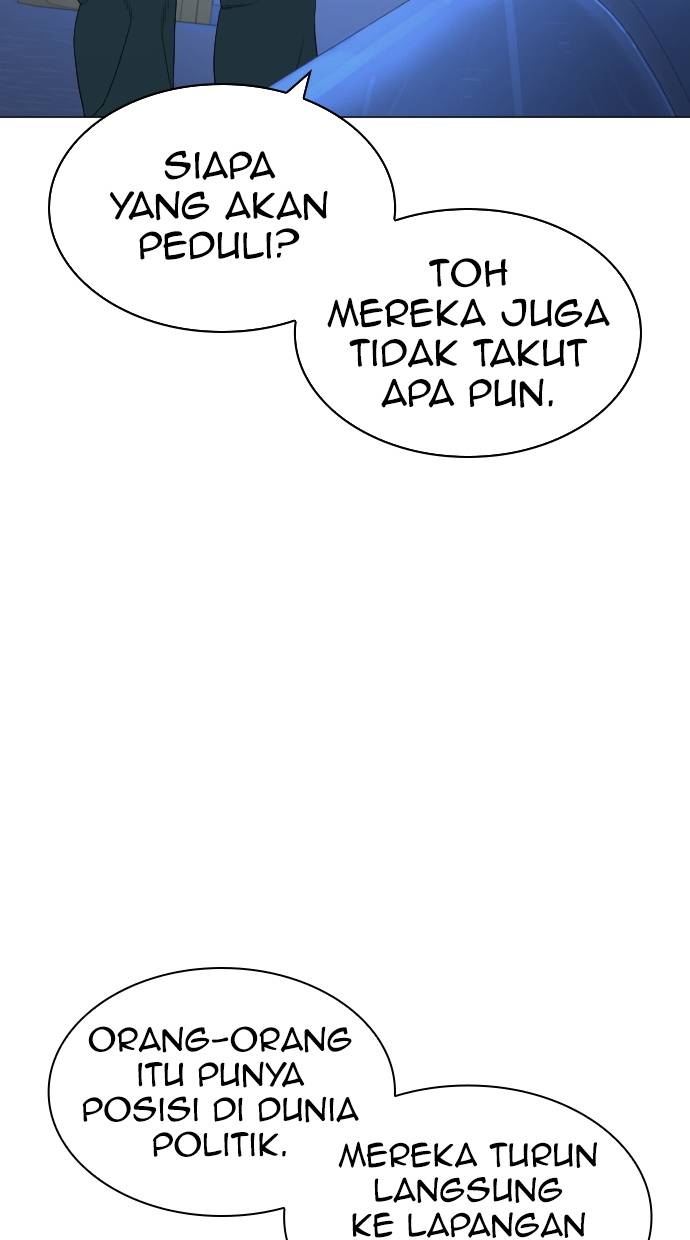 SIAPA
YANG AKAN
PEDULI?
TOH
MEREKA JUGA
TIDAK TAKUT
APA PUN.
ORANG-ORANG
ITU PUNYA
POSISI DI DUNIA
POLITIK.
MEREKA TURUN
LANGSUNG
KE LAPANGAN